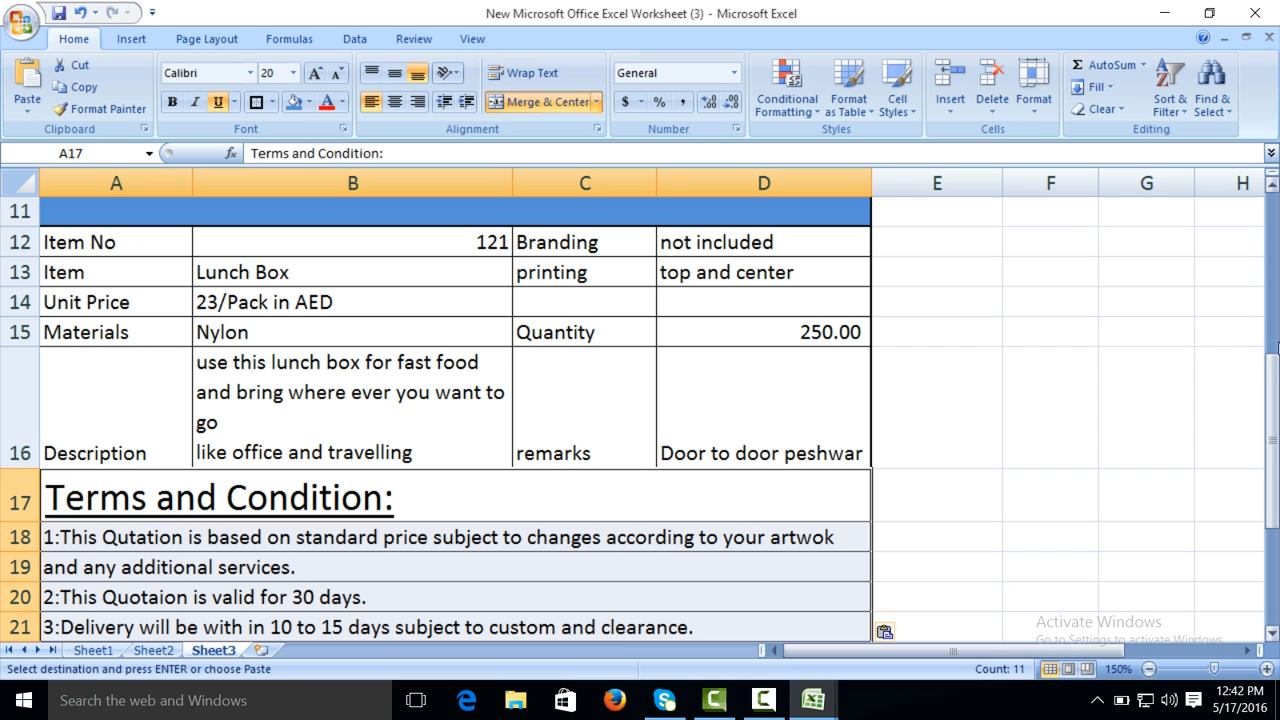 New Microsoft Office Excel Worksheet (3) - Microsoft Excel
Home Insert Page Layout Formulas Data Review View
Paste Cut Copy Format Painter Clipboard
Calibri 20 A A B I U A Font
Wrap Text Merge & Center Alignment
General $ % , Number
Conditional Formatting Format as Table Cell Styles Styles
Insert Delete Format Cells
Σ AutoSum Fill Clear Sort & Filter Find & Select Editing
A17 fx Terms and Condition:
A B C D E F G H
11
12 Item No 121 Branding not included
13 Item Lunch Box printing top and center
14 Unit Price 23/Pack in AED
15 Materials Nylon Quantity 250.00
use this lunch box for fast food
and bring where ever you want to
go
16 Description like office and travelling remarks Door to door peshwar
17 Terms and Condition:
18 1:This Qutation is based on standard price subject to changes according to your artwok
19 and any additional services.
20 2:This Quotaion is valid for 30 days.
21 3:Delivery will be with in 10 to 15 days subject to custom and clearance.
Activate Windows
Go to Settings to activate Windows.
Sheet1 Sheet2 Sheet3
Select destination and press ENTER or choose Paste Count: 11 150%
Search the web and Windows
12:42 PM
5/17/2016